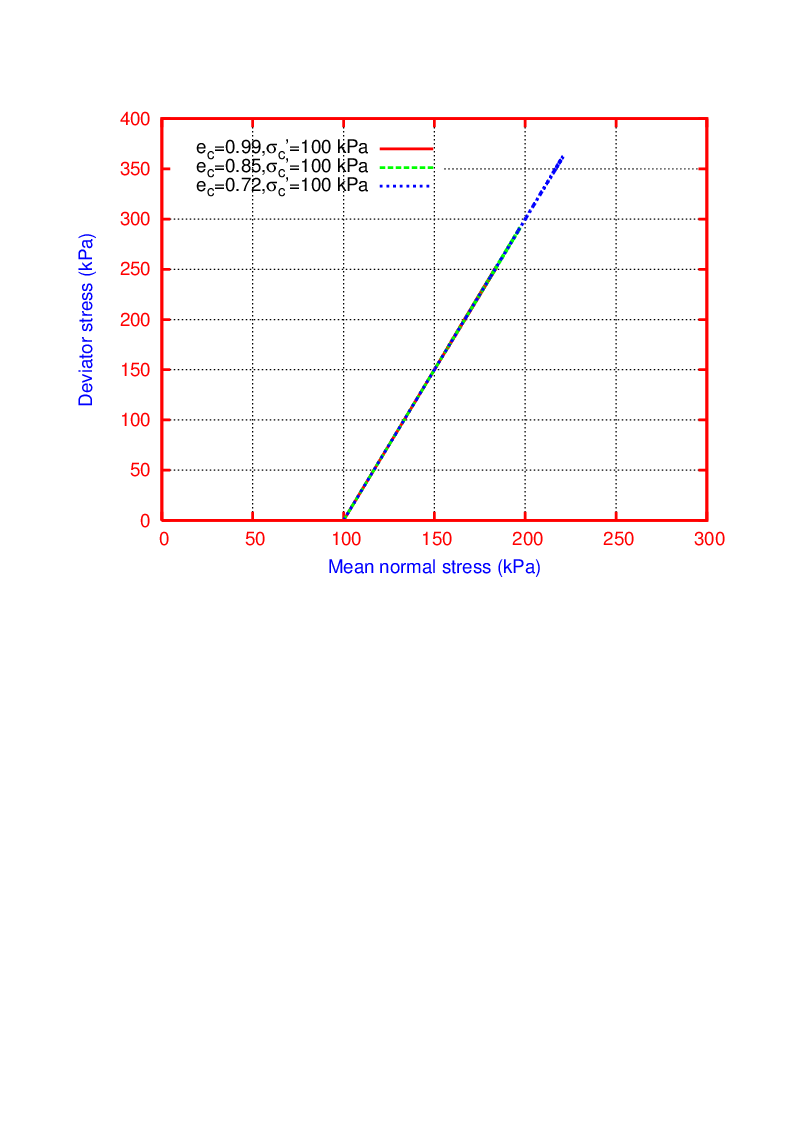 400
350
300
250
200
150
100
50
0
e_c=0.99,σ_c'=100 kPa
e_c=0.85,σ_c'=100 kPa
e_c=0.72,σ_c'=100 kPa
Deviator stress (kPa)
0 50 100 150 200 250 300
Mean normal stress (kPa)